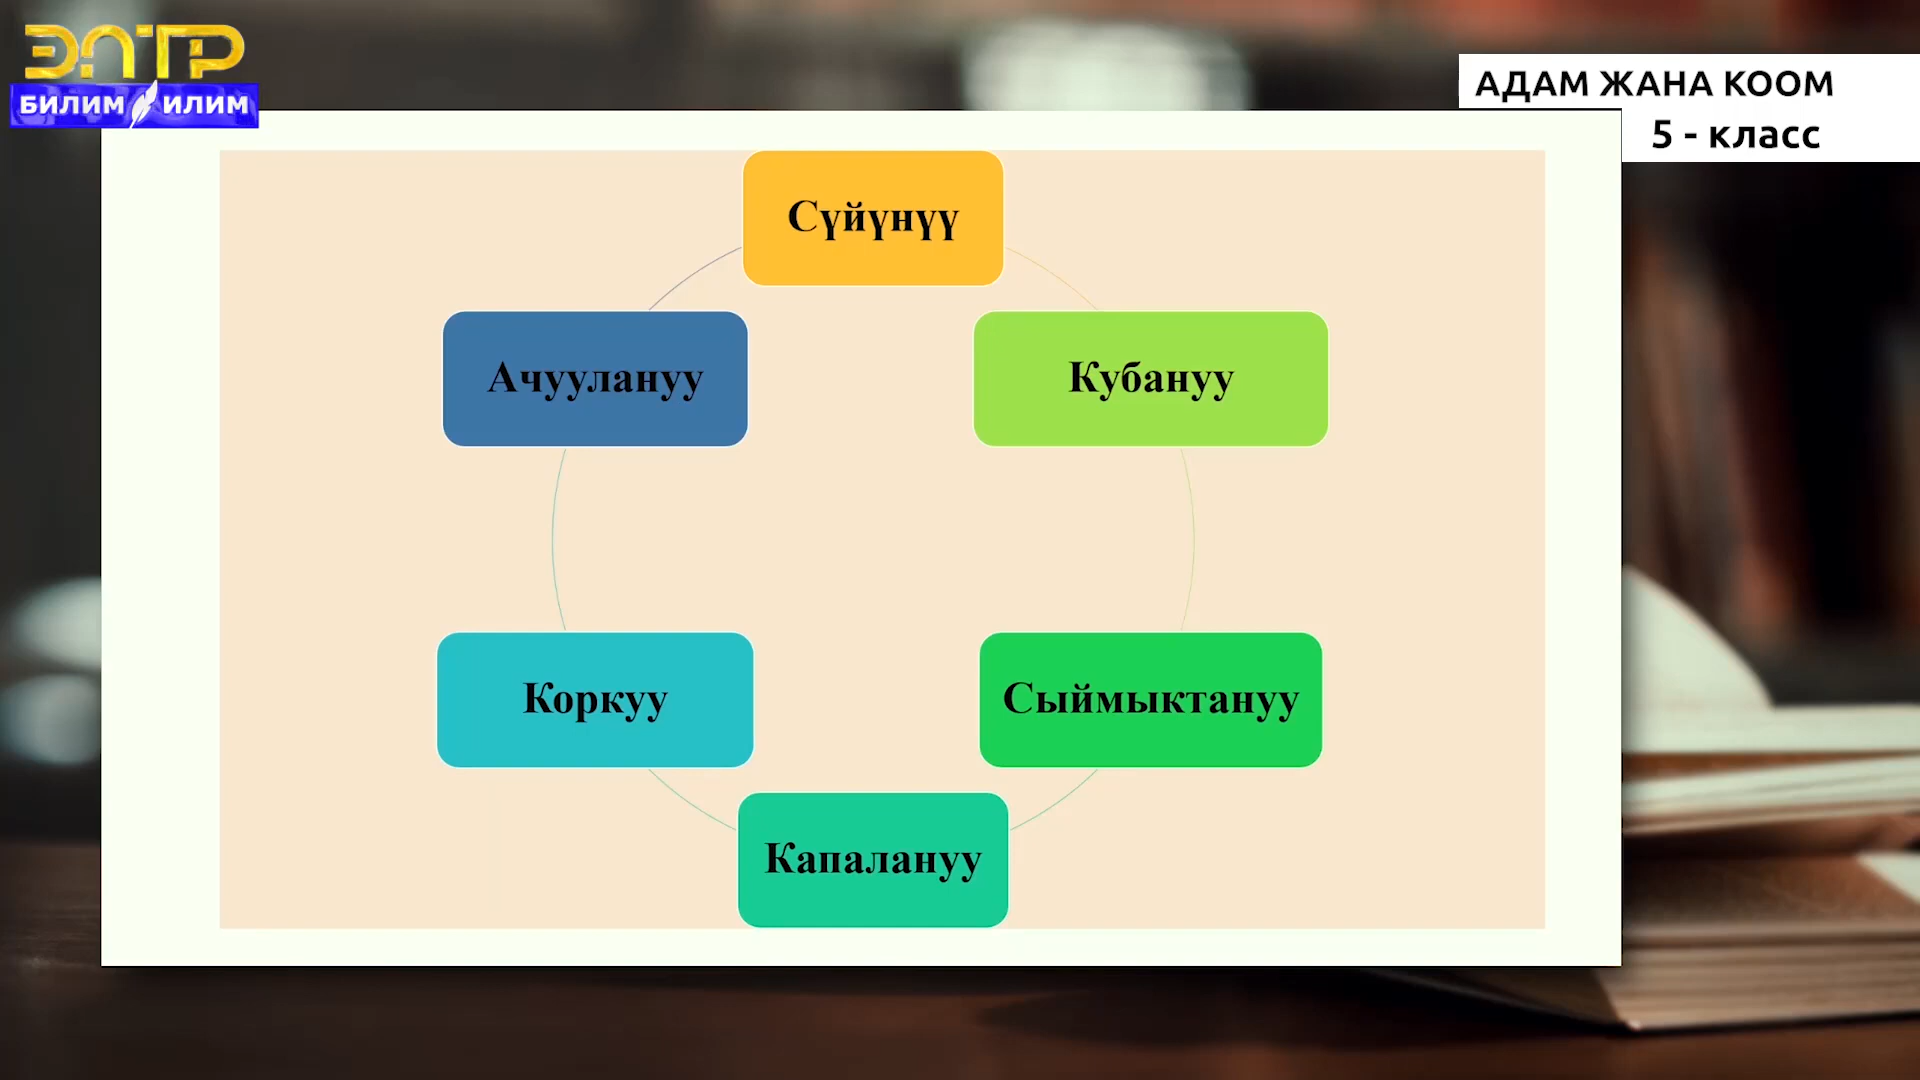 ЭЛТР
БИЛИМ ИЛИМ
АДАМ ЖАНА КООМ
5 - класс
Сүйүнүү
Ачуулануу
Кубануу
Коркуу
Сыймыктануу
Капалануу